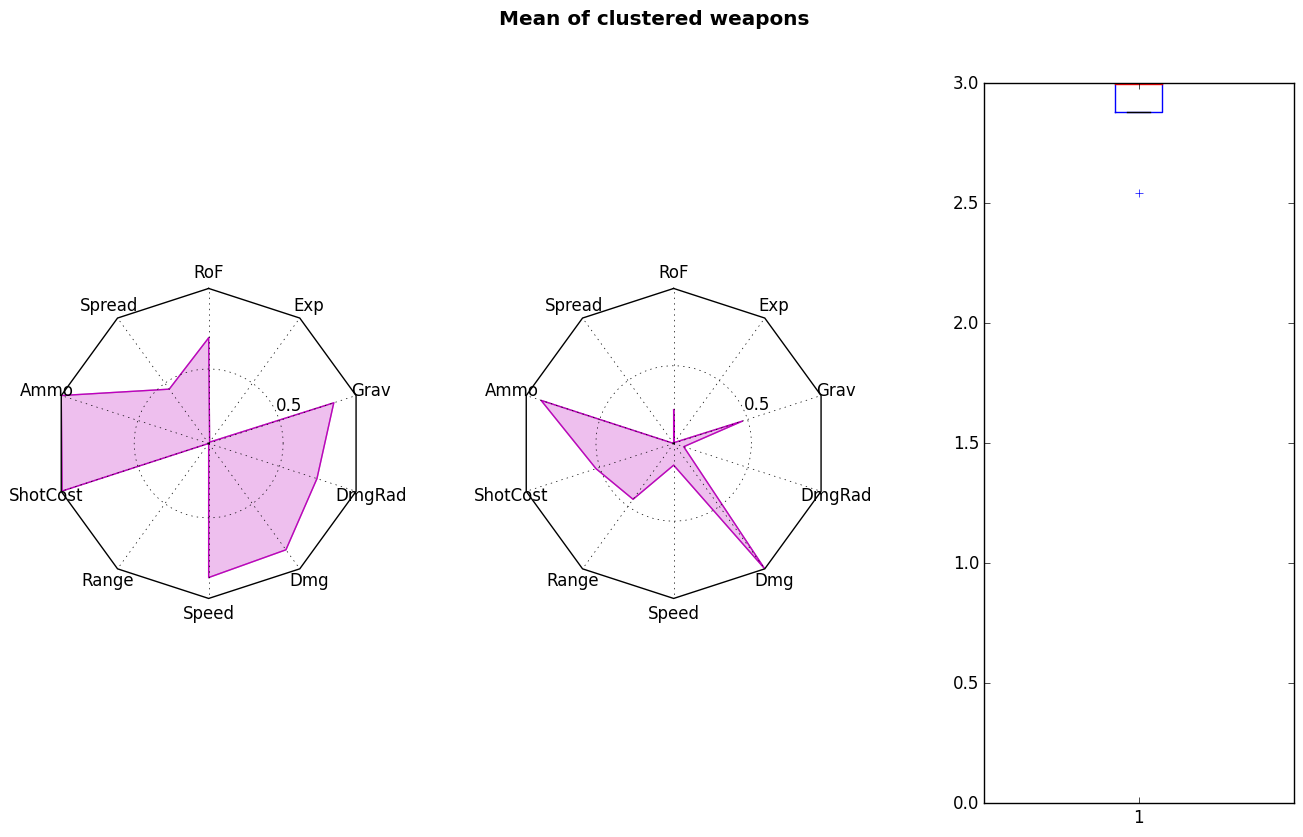 Mean of clustered weapons
RoF
Exp
Spread
Grav
Ammo
0.5
ShotCost
DmgRad
Range
Dmg
Speed
RoF
Exp
Spread
Grav
Ammo
0.5
ShotCost
DmgRad
Range
Dmg
Speed
3.0
2.5
2.0
1.5
1.0
0.5
0.0
1